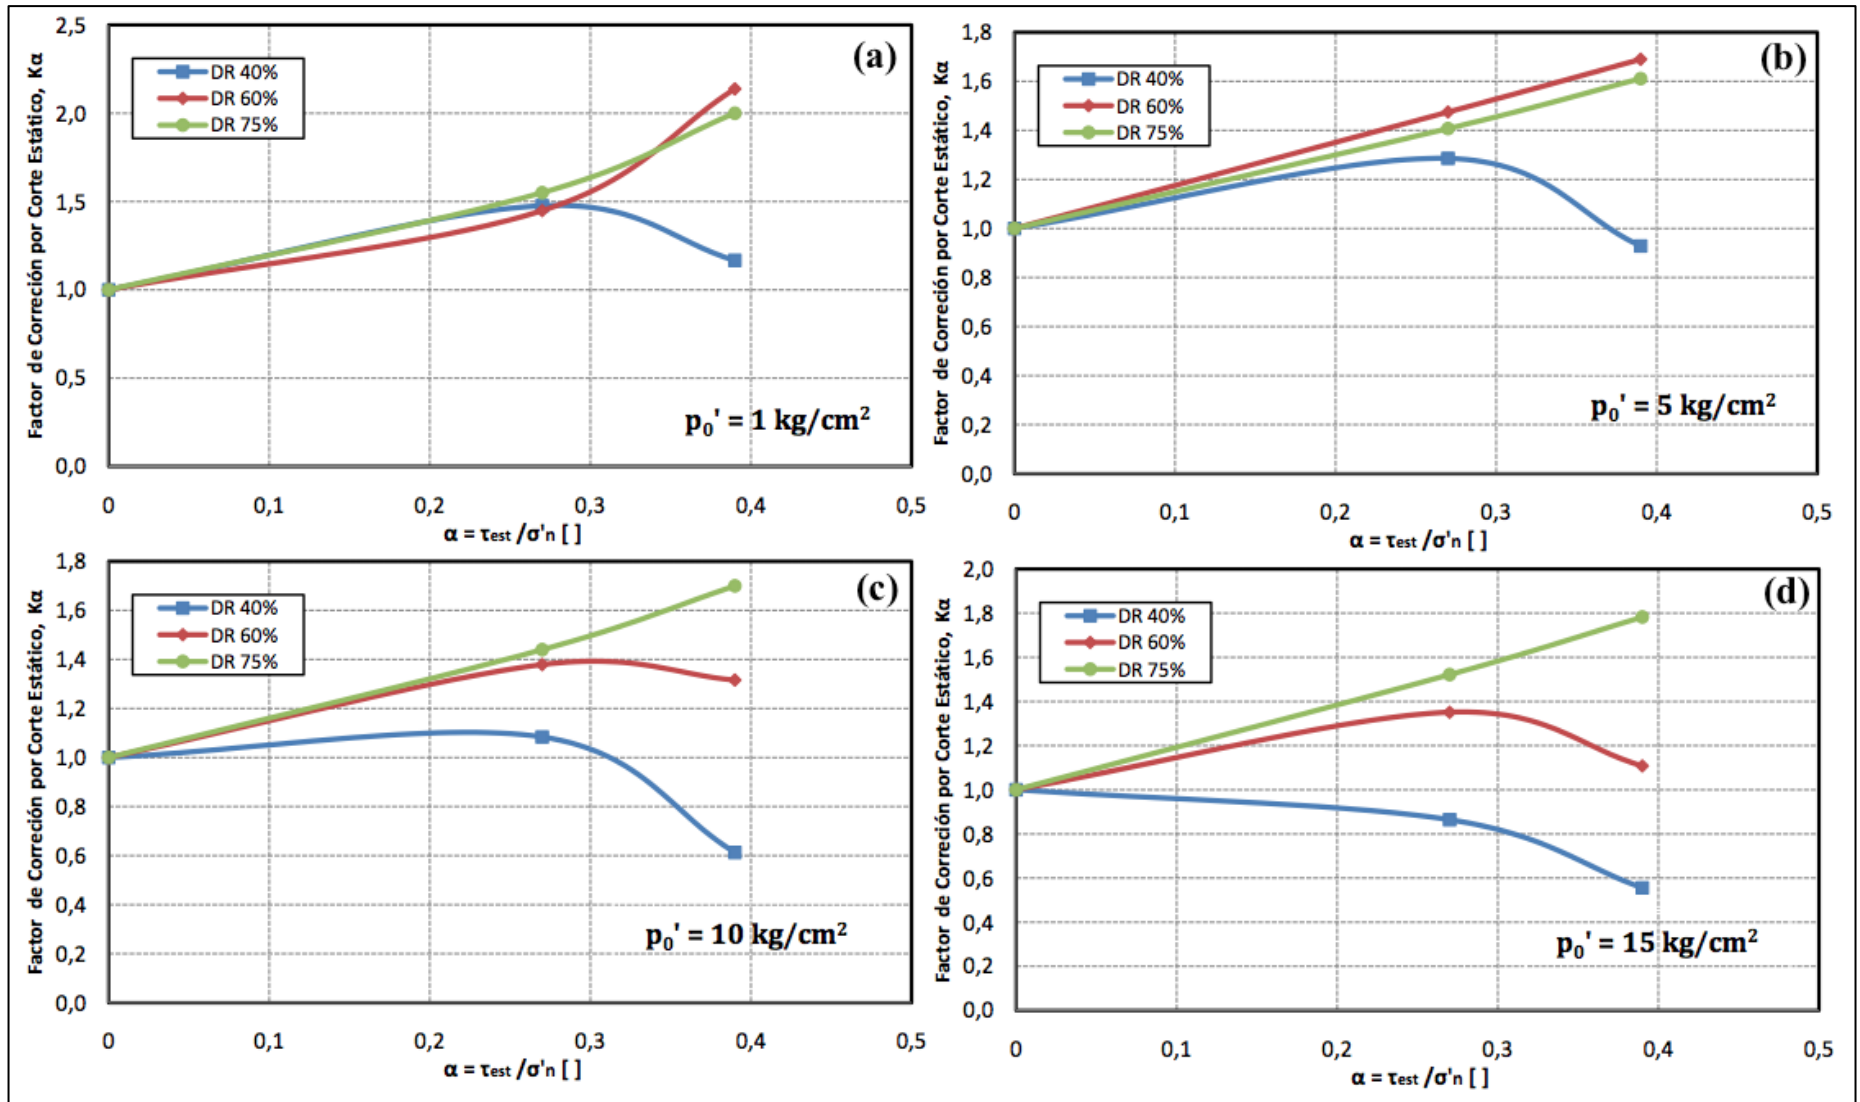 (a)
Factor de Correción por Corte Estático, Kα
2,5
2,0
1,5
1,0
0,5
0,0
DR 40%
DR 60%
DR 75%
p₀' = 1 kg/cm²
0 0,1 0,2 0,3 0,4 0,5
α = τest /σ'n [ ]
(b)
Factor de Correción por Corte Estático, Kα
1,8
1,6
1,4
1,2
1,0
0,8
0,6
0,4
0,2
0,0
DR 40%
DR 60%
DR 75%
p₀' = 5 kg/cm²
0 0,1 0,2 0,3 0,4 0,5
α = τest /σ'n [ ]
(c)
Factor de Correción por Corte Estático, Kα
1,8
1,6
1,4
1,2
1,0
0,8
0,6
0,4
0,2
0,0
DR 40%
DR 60%
DR 75%
p₀' = 10 kg/cm²
0 0,1 0,2 0,3 0,4 0,5
α = τest /σ'n [ ]
(d)
Factor de Correción por Corte Estático, Kα
2,0
1,8
1,6
1,4
1,2
1,0
0,8
0,6
0,4
0,2
0,0
DR 40%
DR 60%
DR 75%
p₀' = 15 kg/cm²
0 0,1 0,2 0,3 0,4 0,5
α = τest /σ'n [ ]